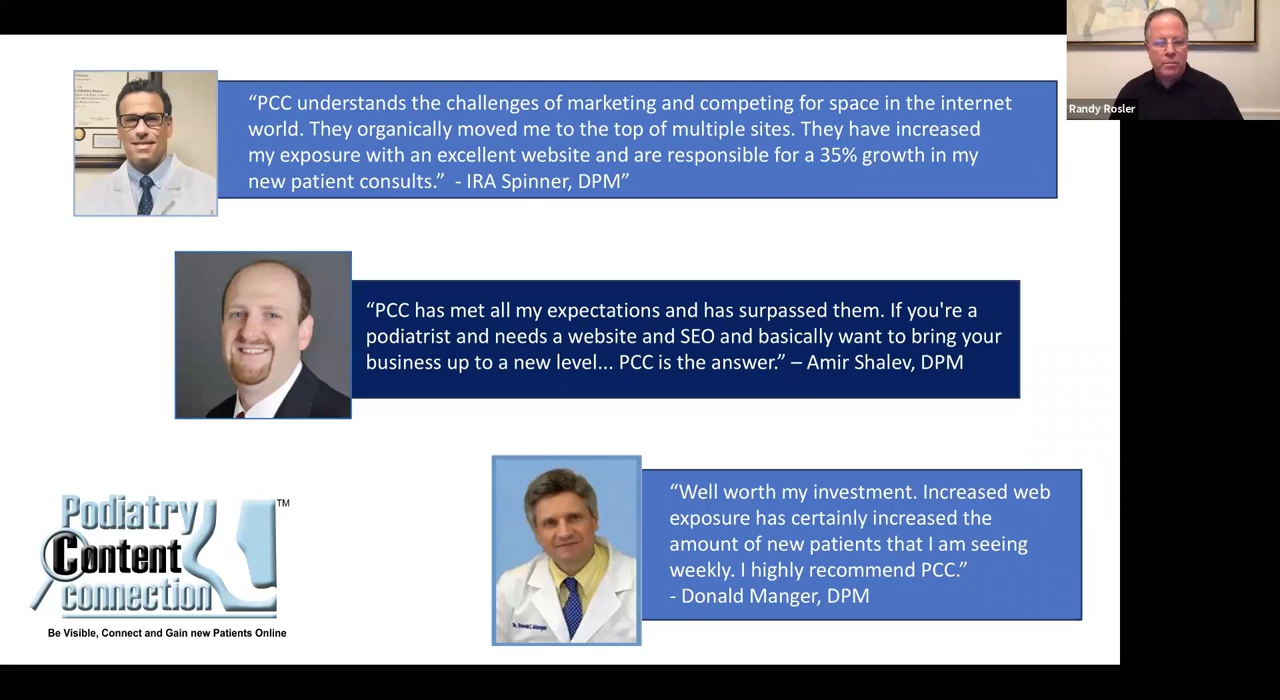 Randy Rosler
“PCC understands the challenges of marketing and competing for space in the internet
world. They organically moved me to the top of multiple sites. They have increased
my exposure with an excellent website and are responsible for a 35% growth in my
new patient consults.”  - IRA Spinner, DPM”
“PCC has met all my expectations and has surpassed them. If you're a
podiatrist and needs a website and SEO and basically want to bring your
business up to a new level... PCC is the answer.” – Amir Shalev, DPM
“Well worth my investment. Increased web
exposure has certainly increased the
amount of new patients that I am seeing
weekly. I highly recommend PCC.”
- Donald Manger, DPM
Podiatry TM
Content
connection
Be Visible, Connect and Gain new Patients Online